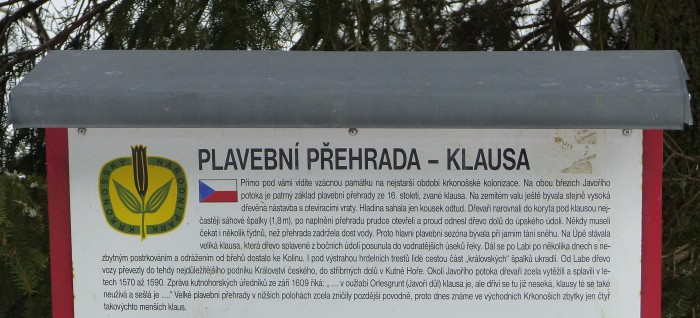 KRKONOŠSKÝ NÁRODNÍ PARK
PLAVEBNÍ PŘEHRADA – KLAUSA
Přímo pod vámi vidíte vzácnou památku na nejstarší období krkonošské kolonizace. Na obou březích Javořího
potoka je patrný základ plavební přehrady ze 16. století, zvané klausa. Na zemitém valu ještě bývala stejně vysoká
dřevěná nástavba s otevíracími vraty. Hladina sahala jen kousek odtud. Dřevaři narovnali do koryta pod klausou nej-
častěji sáhové špalky (1,8 m), po naplnění přehradu prudce otevřeli a proud odnesl dřevo dolů do úpského údolí. Někdy museli
čekat i několik týdnů, než přehrada zadržela dost vody. Proto hlavní plavební sezóna bývala při jarním tání sněhu. Na Úpě stávala
veliká klausa, která dřevo splavené z bočních údolí posunula do vodnatějších úseků řeky. Dál se po Labi po několika dnech s ne-
zbytným postrkováním a odrážením od břehů dostalo ke Kolínu. I pod výstrahou hrdelních trestů lidé cestou část „královských“ špalků ukradli. Od Labe dřevo
vozy převezly do tehdy nejdůležitějšího podniku Království českého, do stříbrných dolů v Kutné Hoře. Okolí Javořího potoka dřevaři zcela vytěžili a splavili v le-
tech 1570 až 1590. Zpráva kutnohorských úředníků ze září 1609 říká: „ … v oužlabí Orlesgrunt (Javoří důl) klausa je, ale dříví se tu již neseká, klausy té se také
neužívá a sešlá je ….“ Velké plavební přehrady v nižších polohách zcela zničily pozdější povodně, proto dnes známe ve východních Krkonoších zbytky jen čtyř
takovýchto menších klaus.